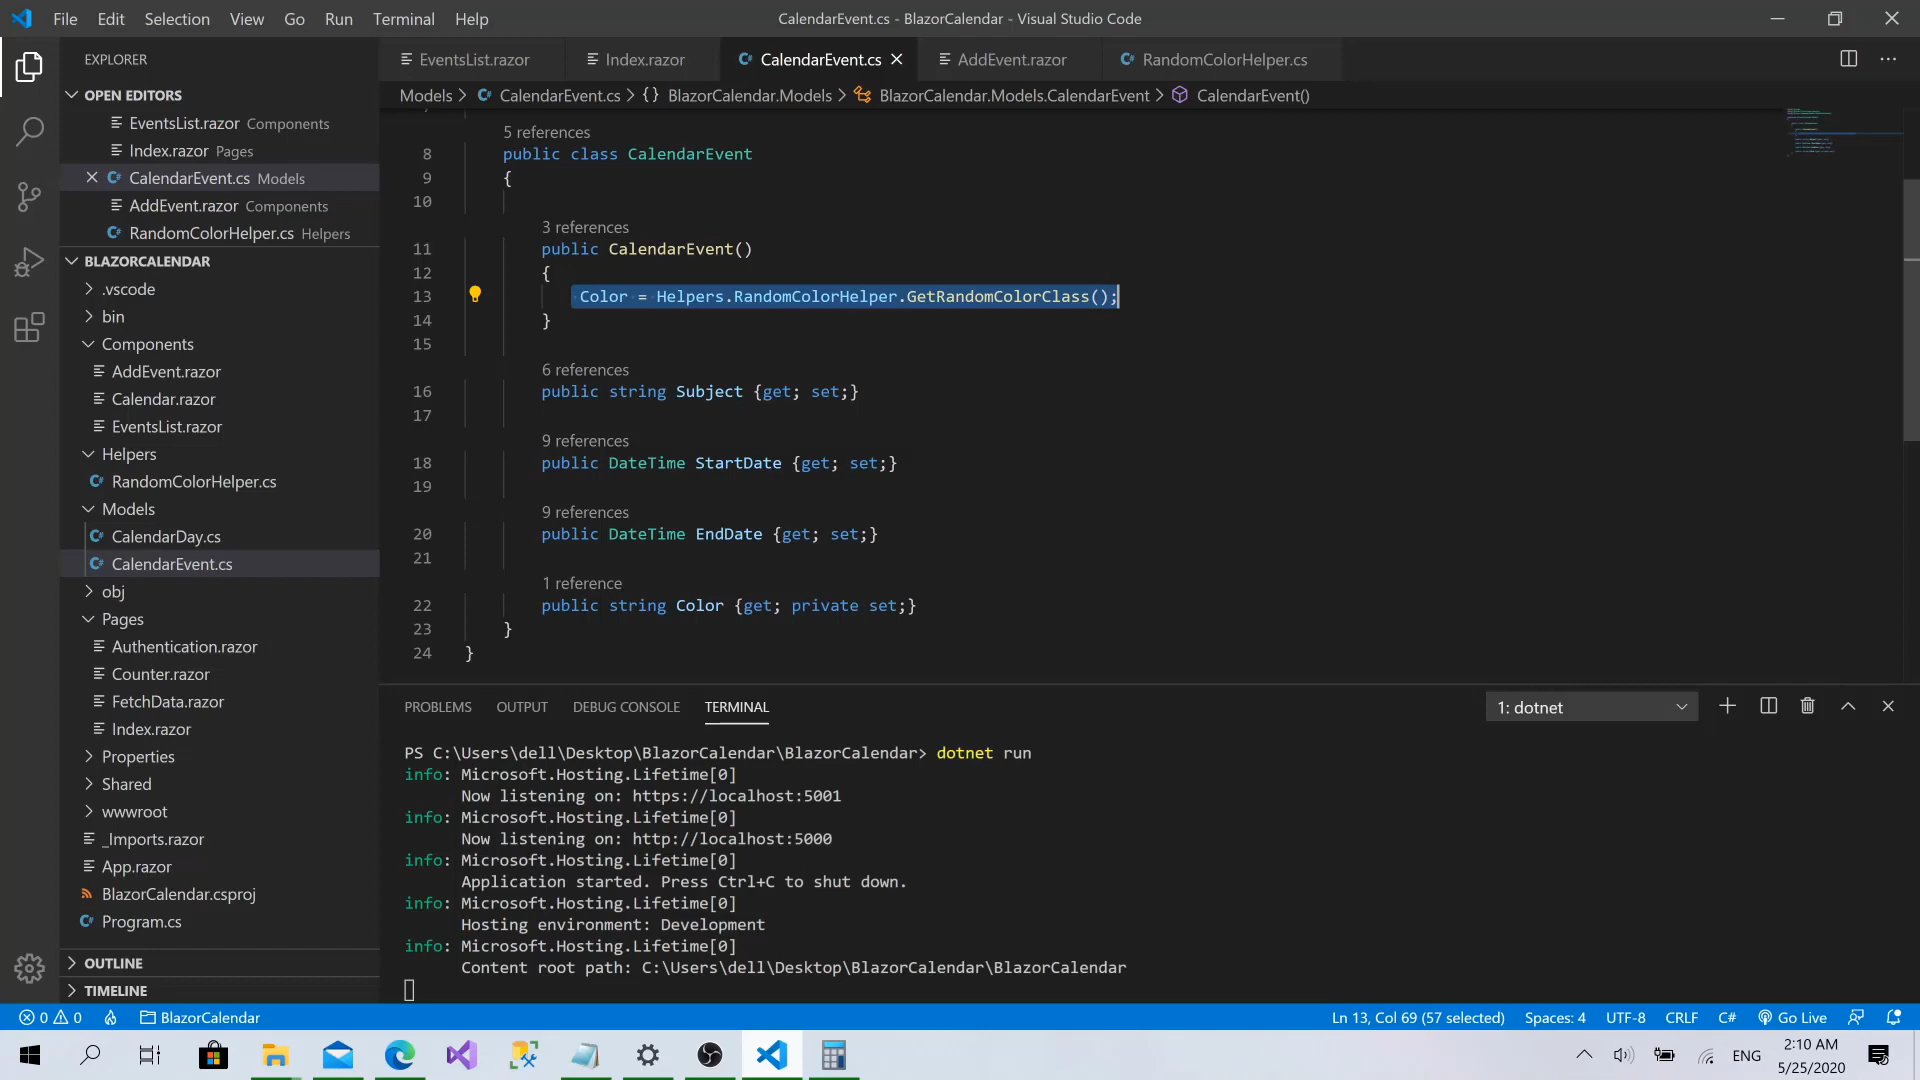 File Edit Selection View Go Run Terminal Help
CalendarEvent.cs - BlazorCalendar - Visual Studio Code
EXPLORER
OPEN EDITORS
EventsList.razor Components
Index.razor Pages
CalendarEvent.cs Models
AddEvent.razor Components
RandomColorHelper.cs Helpers
BLAZORCALENDAR
.vscode
bin
Components
AddEvent.razor
Calendar.razor
EventsList.razor
Helpers
RandomColorHelper.cs
Models
CalendarDay.cs
CalendarEvent.cs
obj
Pages
Authentication.razor
Counter.razor
FetchData.razor
Index.razor
Properties
Shared
wwwroot
_Imports.razor
App.razor
BlazorCalendar.csproj
Program.cs
OUTLINE
TIMELINE
EventsList.razor Index.razor CalendarEvent.cs AddEvent.razor RandomColorHelper.cs
Models > CalendarEvent.cs > {} BlazorCalendar.Models > BlazorCalendar.Models.CalendarEvent > CalendarEvent()
5 references
8 public class CalendarEvent
9 {
10
3 references
11 public CalendarEvent()
12 {
13 Color = Helpers.RandomColorHelper.GetRandomColorClass();
14 }
15
6 references
16 public string Subject {get; set;}
17
9 references
18 public DateTime StartDate {get; set;}
19
9 references
20 public DateTime EndDate {get; set;}
21
1 reference
22 public string Color {get; private set;}
23 }
24 }
PROBLEMS OUTPUT DEBUG CONSOLE TERMINAL
1: dotnet
PS C:\Users\dell\Desktop\BlazorCalendar\BlazorCalendar> dotnet run
info: Microsoft.Hosting.Lifetime[0]
Now listening on: https://localhost:5001
info: Microsoft.Hosting.Lifetime[0]
Now listening on: http://localhost:5000
info: Microsoft.Hosting.Lifetime[0]
Application started. Press Ctrl+C to shut down.
info: Microsoft.Hosting.Lifetime[0]
Hosting environment: Development
info: Microsoft.Hosting.Lifetime[0]
Content root path: C:\Users\dell\Desktop\BlazorCalendar\BlazorCalendar
0 0 BlazorCalendar
Ln 13, Col 69 (57 selected) Spaces: 4 UTF-8 CRLF C# Go Live
ENG
2:10 AM
5/25/2020